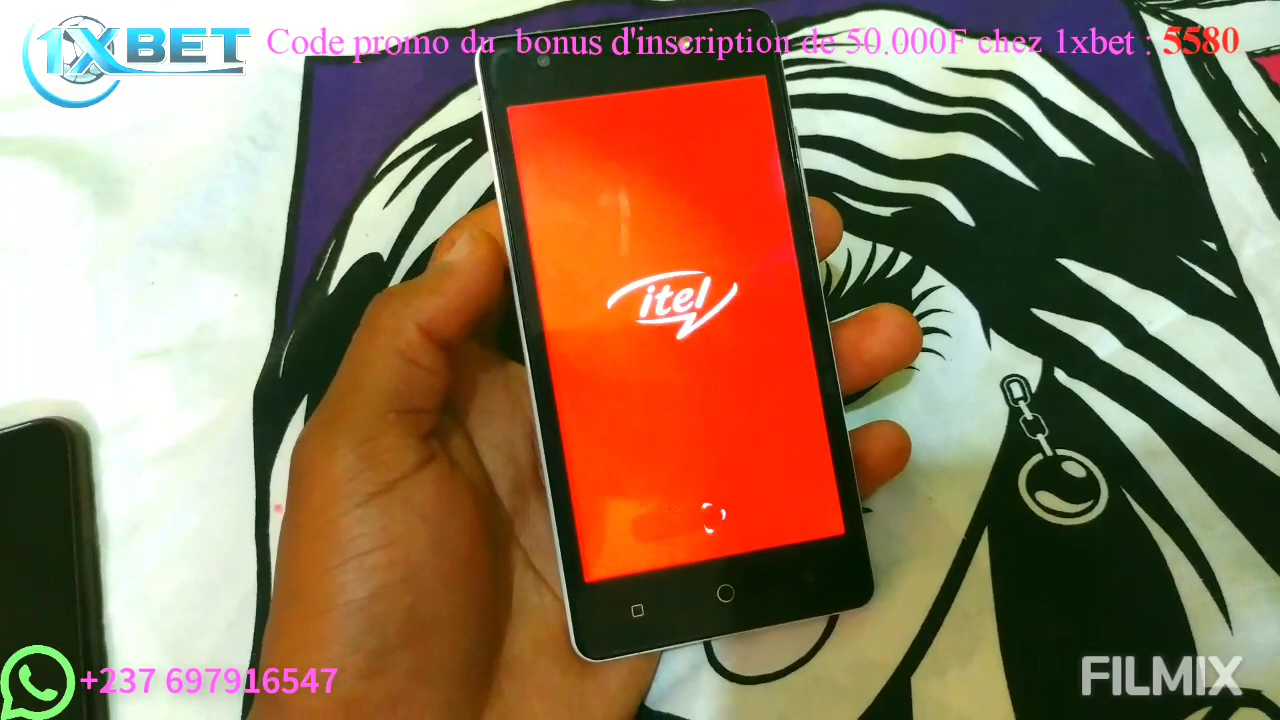 1XBET
Code promo du bonus d'inscription de 50.000F chez 1xbet : 5580
itel
+237 697916547
FILMIX